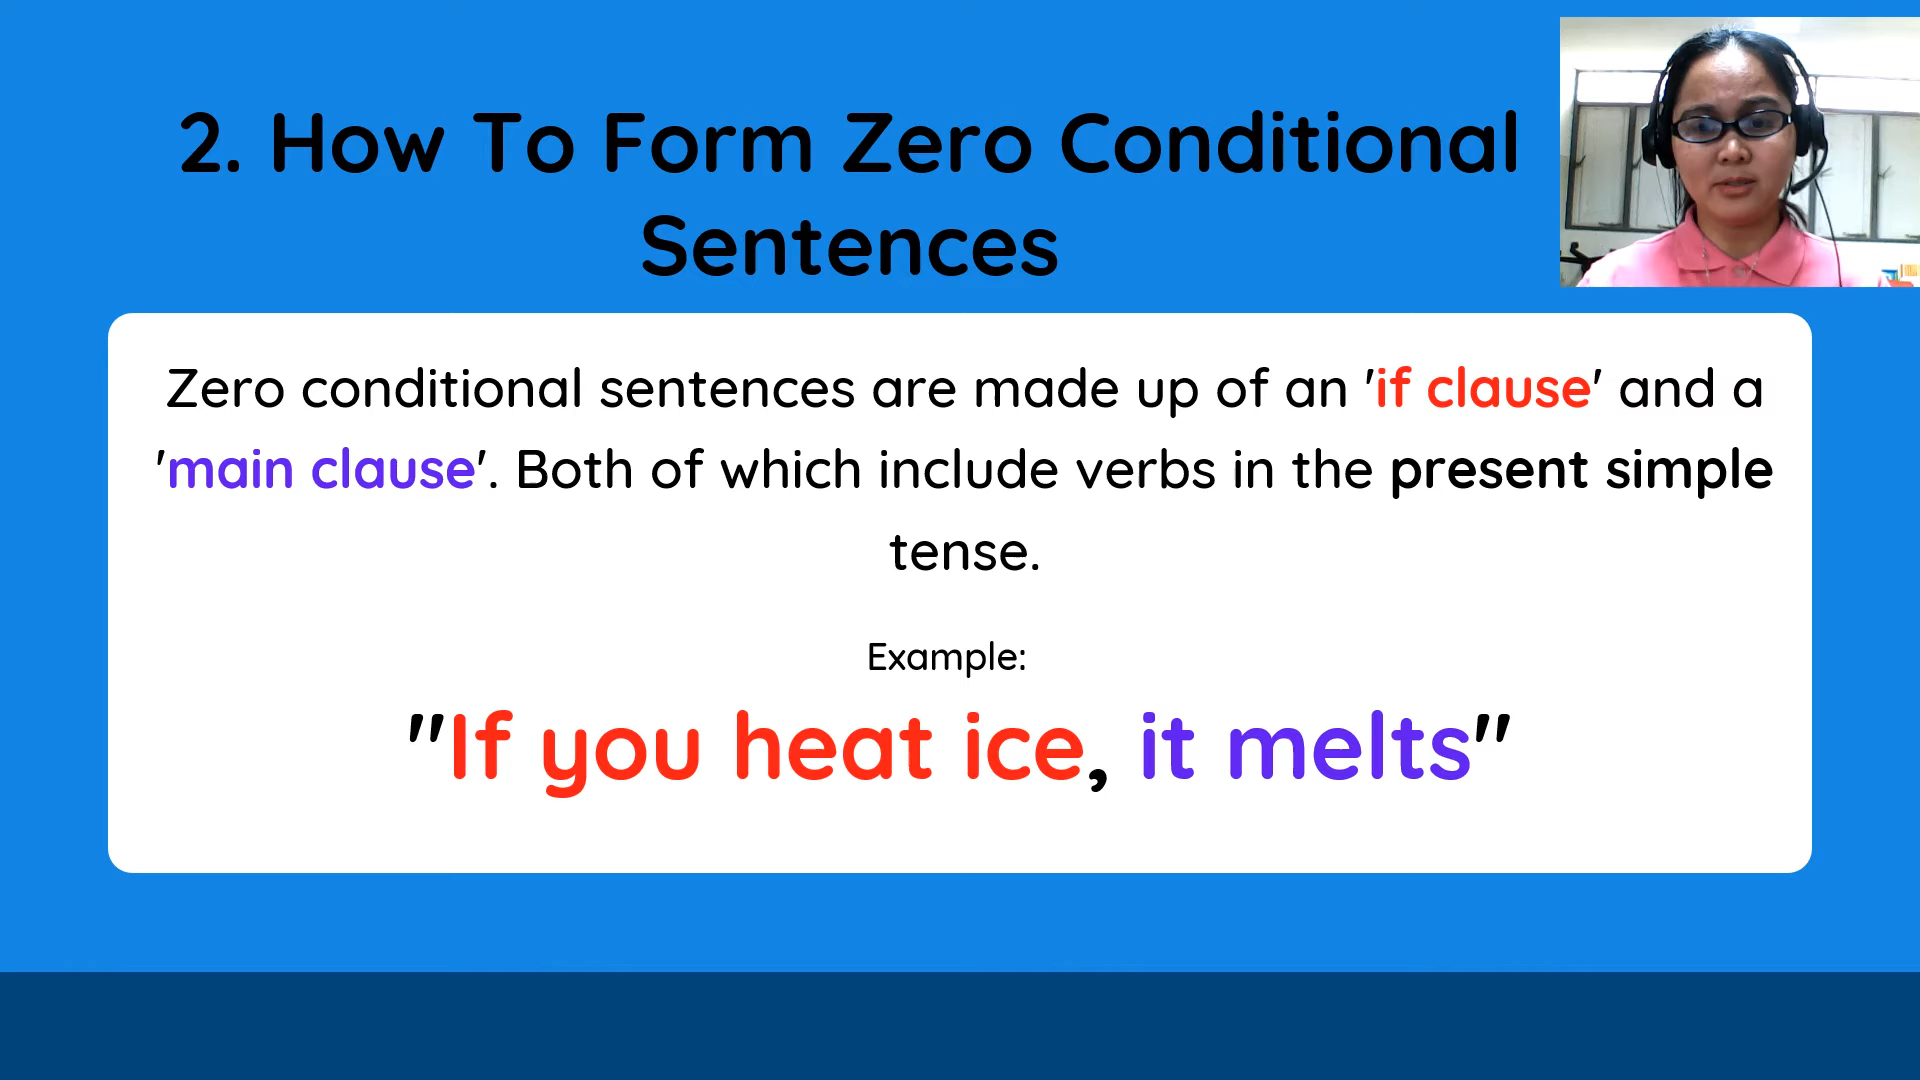 2. How To Form Zero Conditional
Sentences
Zero conditional sentences are made up of an 'if clause' and a
'main clause'. Both of which include verbs in the present simple
tense.
Example:
"If you heat ice, it melts"